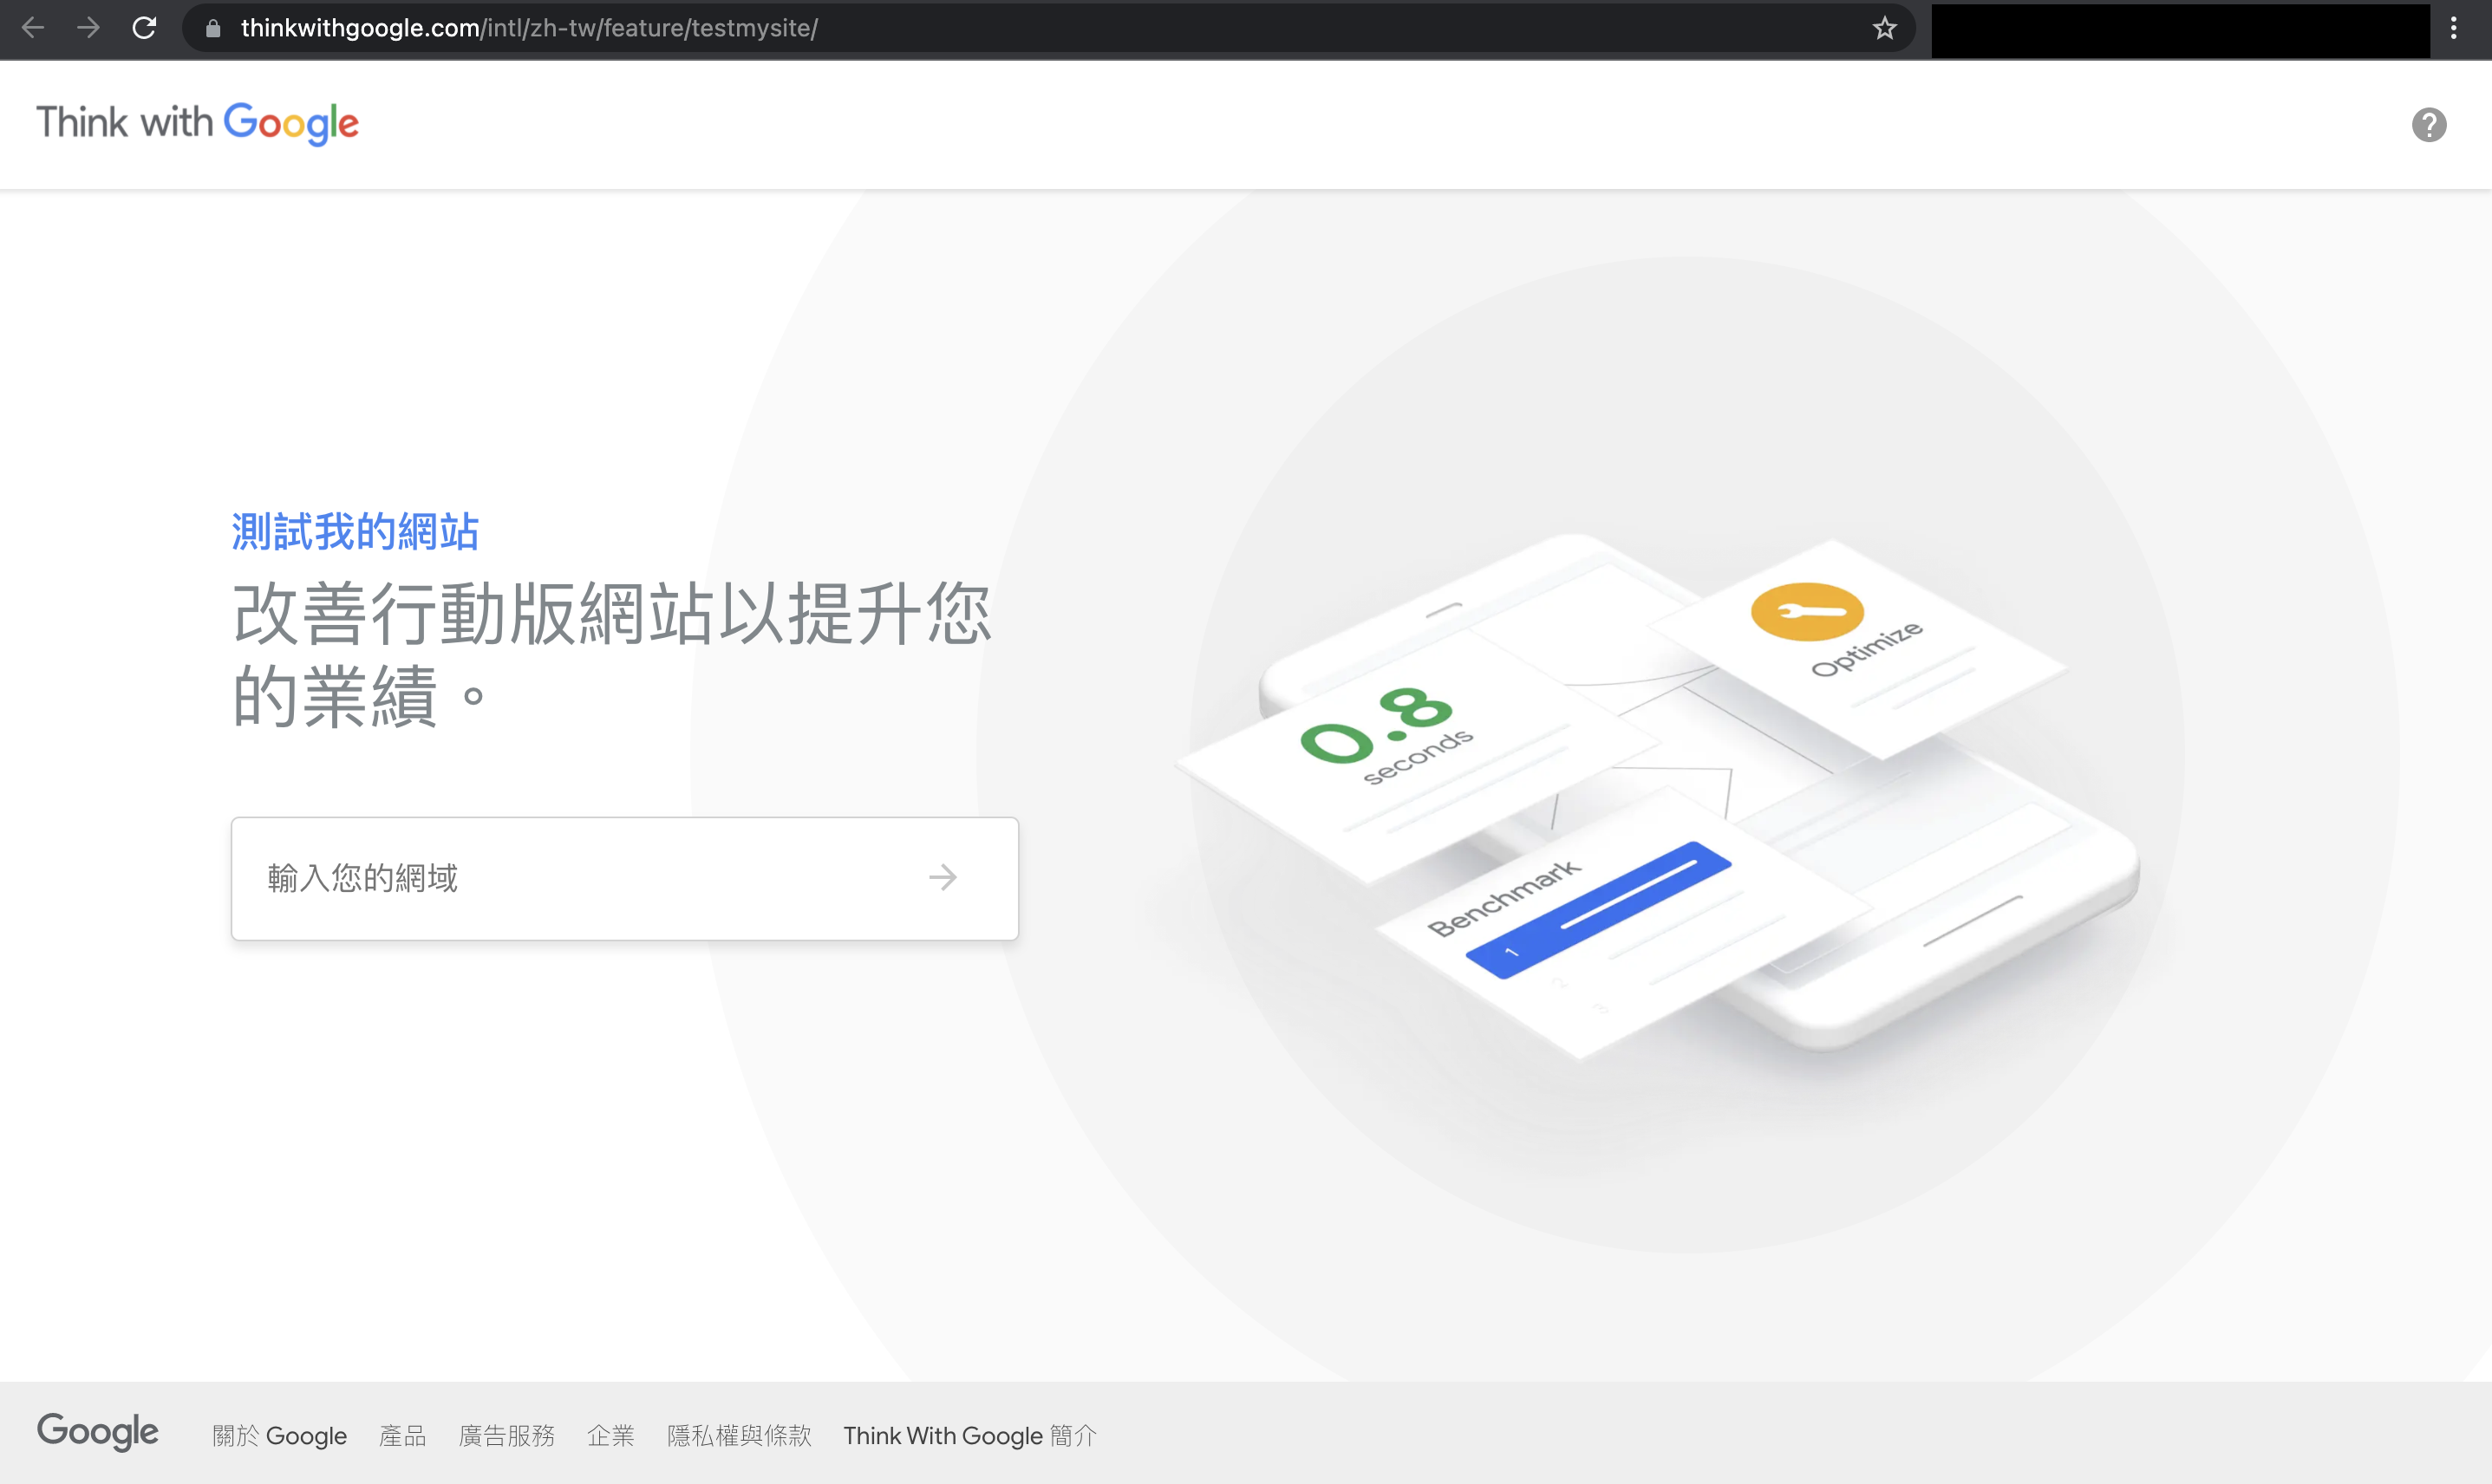 thinkwithgoogle.com/intl/zh-tw/feature/testmysite/
Think with Google
?
測試我的網站
改善行動版網站以提升您
的業績。
輸入您的網域
Optimize
0.8
seconds
Benchmark
1
2
3
Google
關於 Google 產品 廣告服務 企業 隱私權與條款 Think With Google 簡介